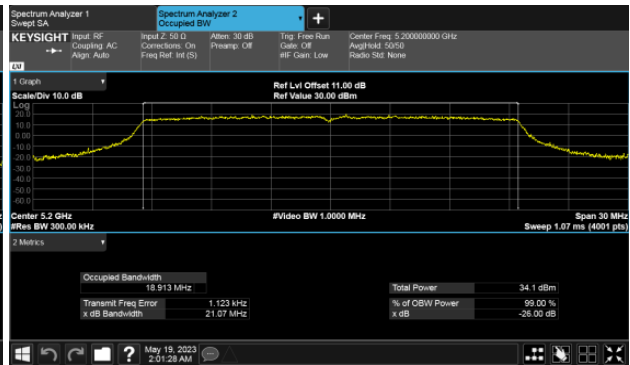 Spectrum Analyzer 1
Swept SA
Spectrum Analyzer 2
Occupied BW
+
KEYSIGHT
Input: RF
Coupling: AC
Align: Auto
Input Z: 50 Ω
Corrections: On
Freq Ref: Int (S)
Atten: 30 dB
Preamp: Off
Trig: Free Run
Gate: Off
#IF Gain: Low
Center Freq: 5.200000000 GHz
Avg|Hold: 50/50
Radio Std: None
LXI
1 Graph
Scale/Div 10.0 dB
Ref Lvl Offset 11.00 dB
Ref Value 30.00 dBm
Log
20.0
10.0
0.00
-10.0
-20.0
-30.0
-40.0
-50.0
-60.0
Center 5.2 GHz
#Res BW 300.00 kHz
#Video BW 1.0000 MHz
Span 30 MHz
Sweep 1.07 ms (4001 pts)
2 Metrics
Occupied Bandwidth
18.913 MHz
Transmit Freq Error 1.123 kHz
x dB Bandwidth 21.07 MHz
Total Power 34.1 dBm
% of OBW Power 99.00 %
x dB -26.00 dB
?
May 19, 2023
2:01:28 AM